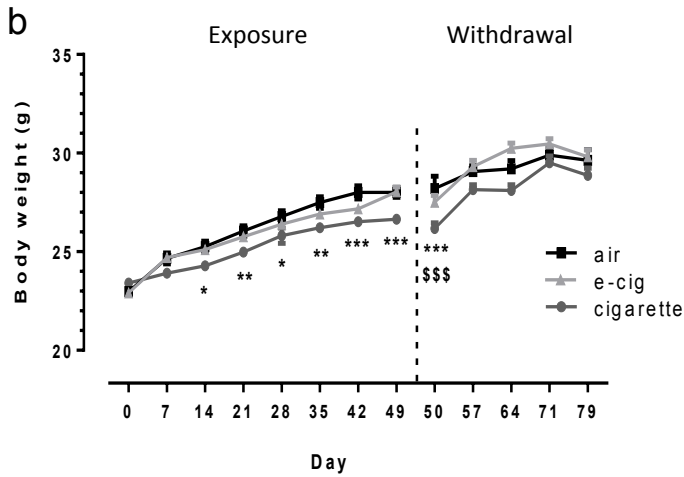 b
Exposure Withdrawal
Body weight (g)
35
30
25
20
* ** * ** *** *** ***
$$$
air
e-cig
cigarette
0 7 14 21 28 35 42 49 50 57 64 71 79
Day